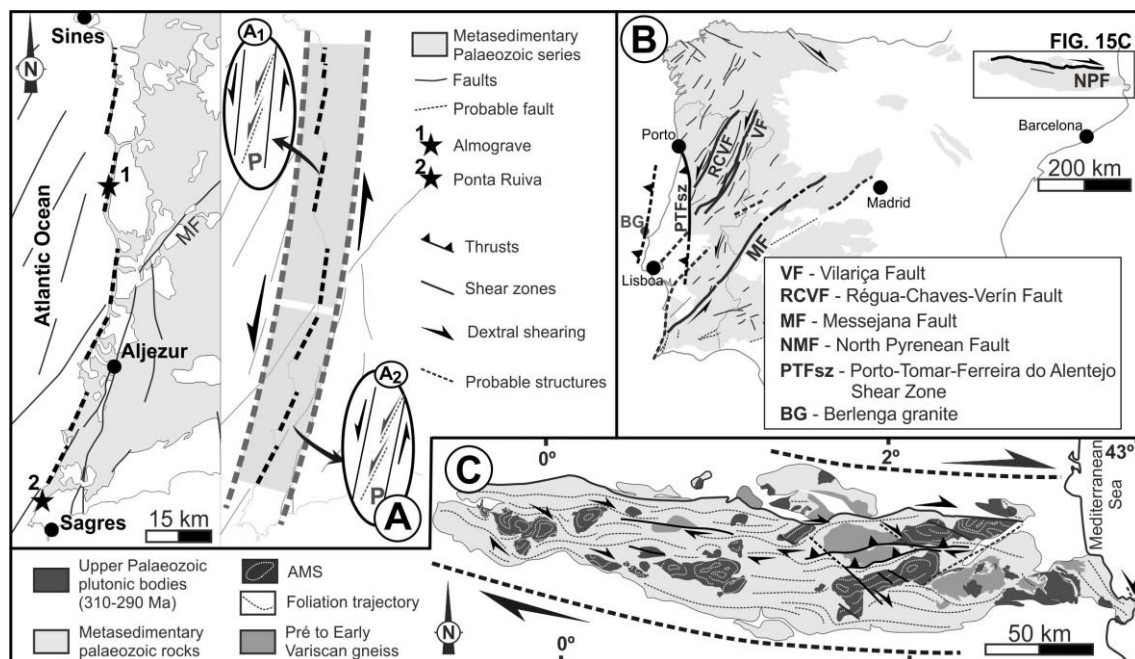 Sines
N
Atlantic Ocean
1
MF
Aljezur
2
Sagres
15 km
A1
P
A2
P
A
Metasedimentary
Palaeozoic series
Faults
Probable fault
1
Almograve
2
Ponta Ruiva
Thrusts
Shear zones
Dextral shearing
Probable structures
B
FIG. 15C
NPF
Porto
RCVF
VF
Barcelona
200 km
Madrid
BG
PTFsz
MF
Lisboa
VF - Vilariça Fault
RCVF - Régua-Chaves-Verín Fault
MF - Messejana Fault
NMF - North Pyrenean Fault
PTFsz - Porto-Tomar-Ferreira do Alentejo
Shear Zone
BG - Berlenga granite
C
0º
2º
43º
Mediterranean
Sea
0º
2º
50 km
Upper Palaeozoic
plutonic bodies
(310-290 Ma)
Metasedimentary
palaeozoic rocks
AMS
Foliation trajectory
Pré to Early
Variscan gneiss
N